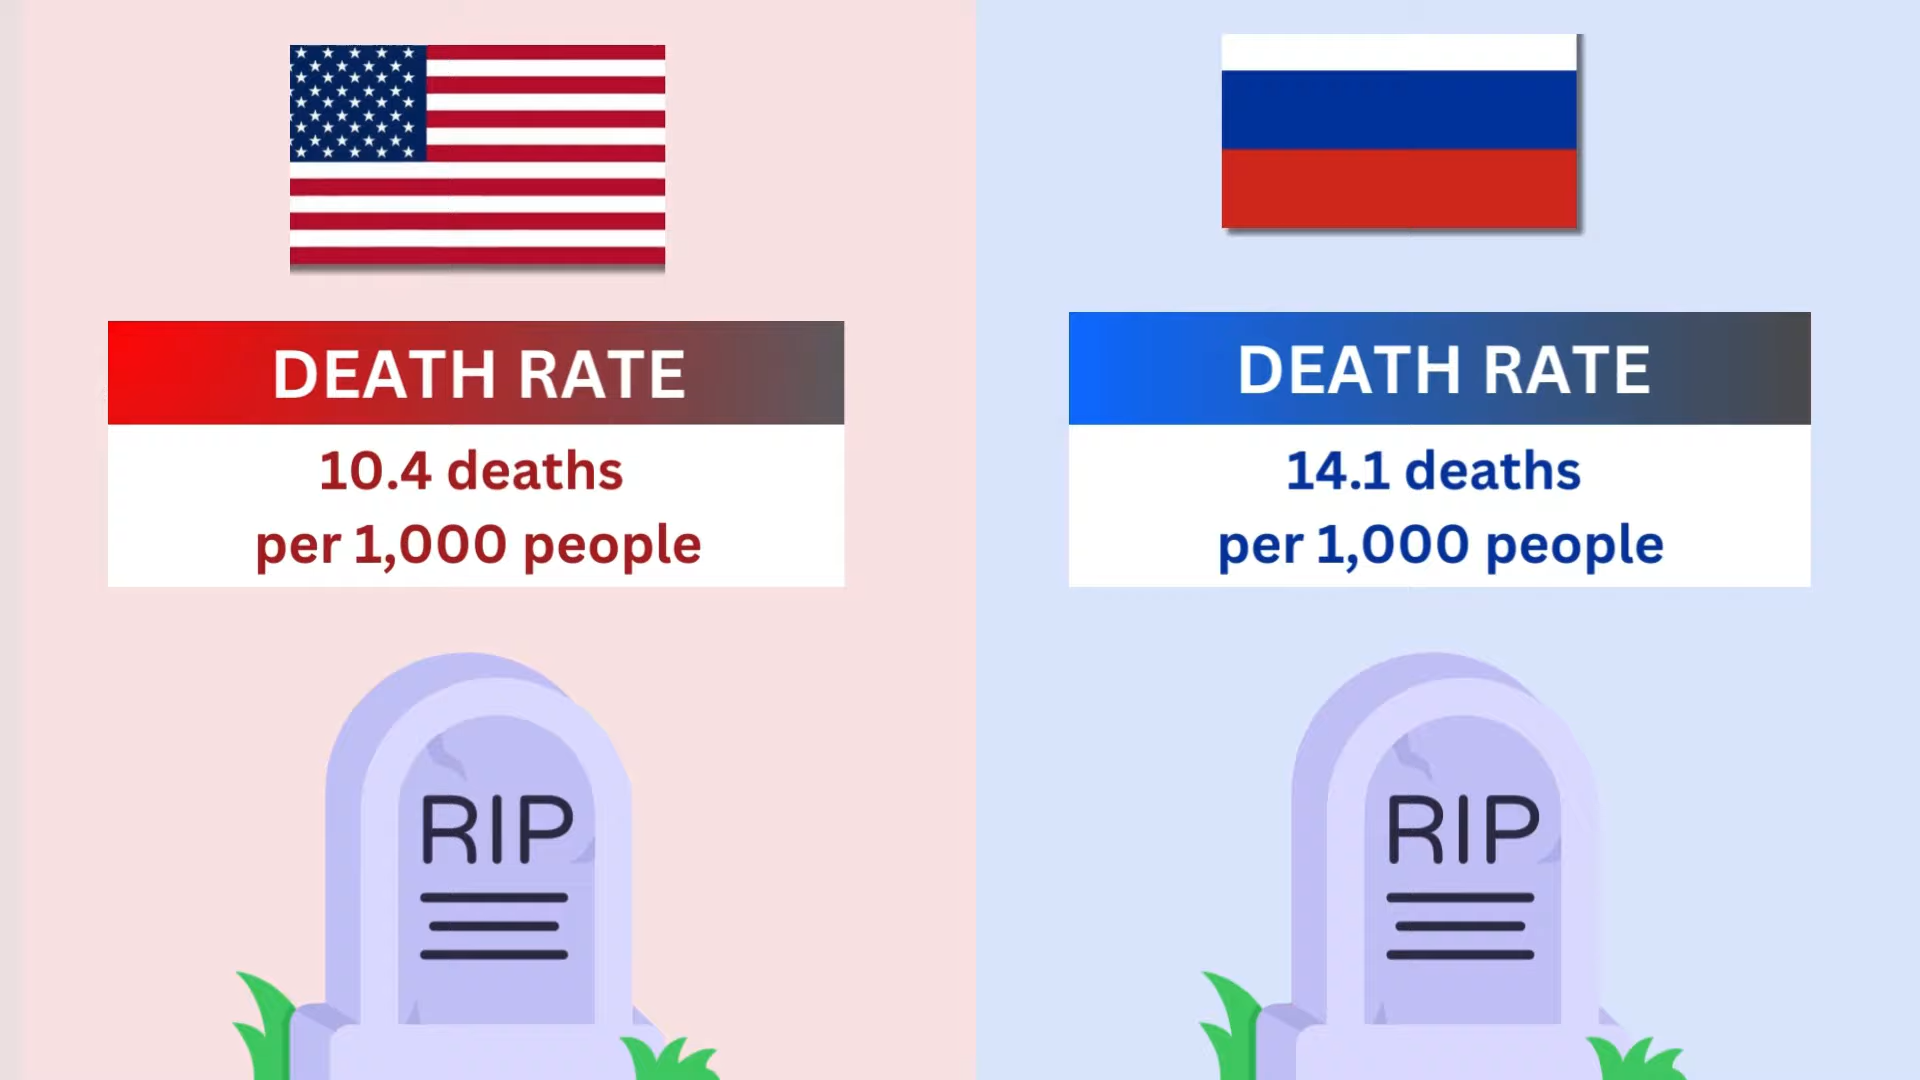 DEATH RATE
10.4 deaths
per 1,000 people
RIP
DEATH RATE
14.1 deaths
per 1,000 people
RIP